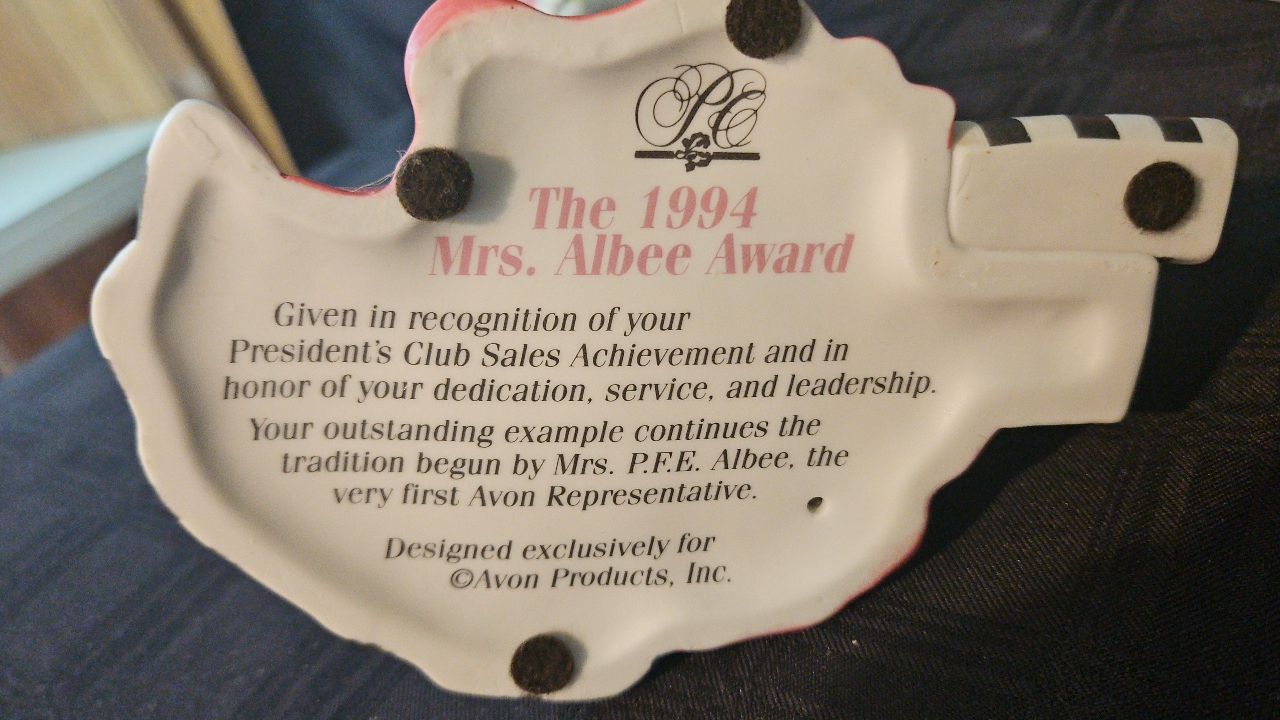 PC
The 1994
Mrs. Albee Award
Given in recognition of your
President's Club Sales Achievement and in
honor of your dedication, service, and leadership.
Your outstanding example continues the
tradition begun by Mrs. P.F.E. Albee, the
very first Avon Representative.
Designed exclusively for
©Avon Products, Inc.